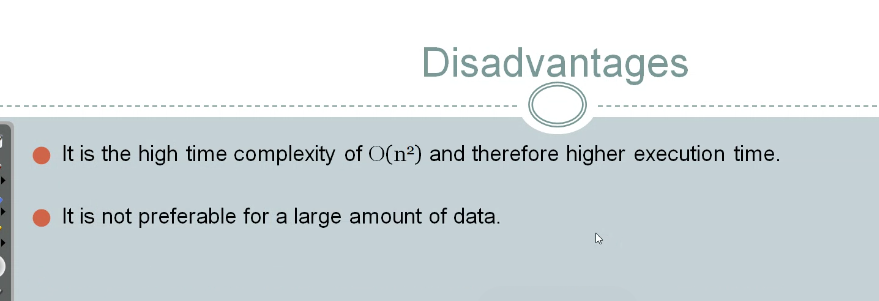 Disadvantages
It is the high time complexity of O(n²) and therefore higher execution time.
It is not preferable for a large amount of data.